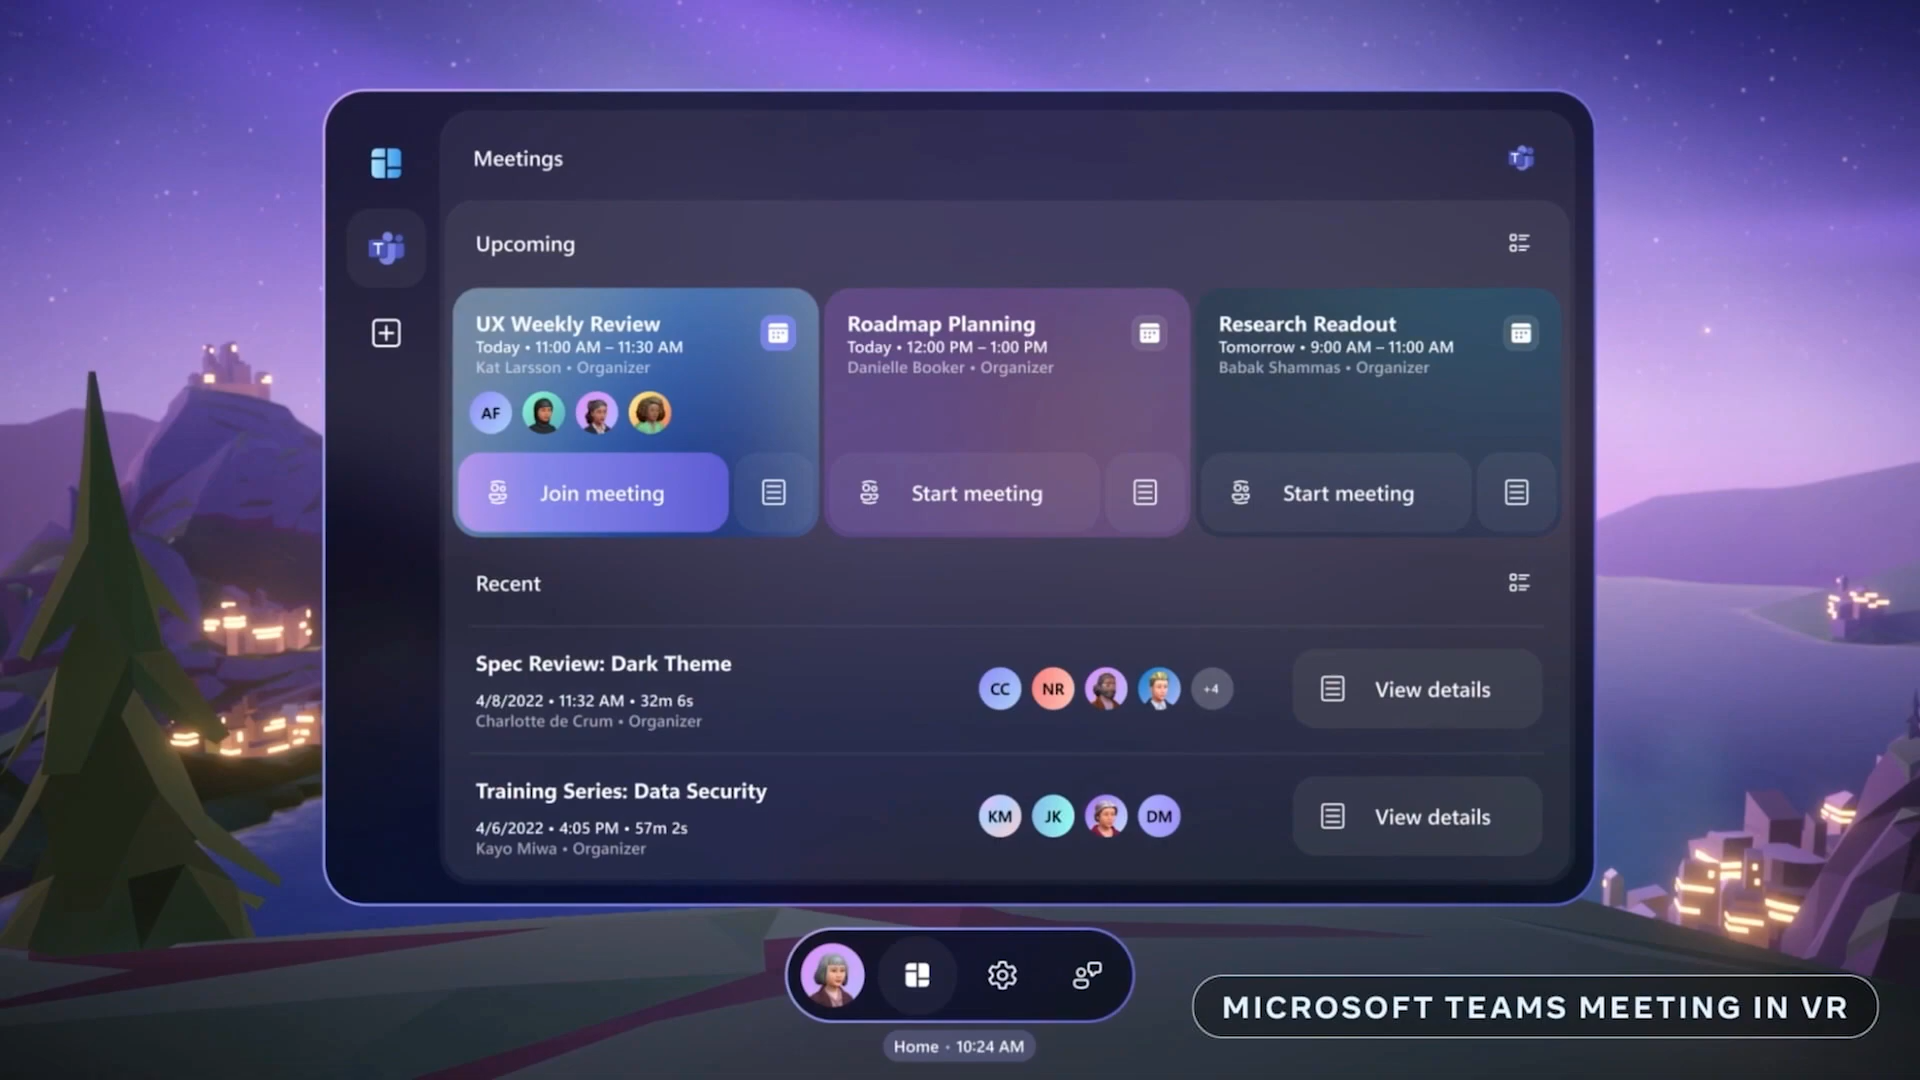 Meetings
Upcoming
UX Weekly Review
Today • 11:00 AM – 11:30 AM
Kat Larsson • Organizer
AF
Join meeting
Roadmap Planning
Today • 12:00 PM – 1:00 PM
Danielle Booker • Organizer
Start meeting
Research Readout
Tomorrow • 9:00 AM – 11:00 AM
Babak Shammas • Organizer
Start meeting
Recent
Spec Review: Dark Theme
4/8/2022 • 11:32 AM • 32m 6s
Charlotte de Crum • Organizer
CC NR +4
View details
Training Series: Data Security
4/6/2022 • 4:05 PM • 57m 2s
Kayo Miwa • Organizer
KM JK DM
View details
Home • 10:24 AM
MICROSOFT TEAMS MEETING IN VR